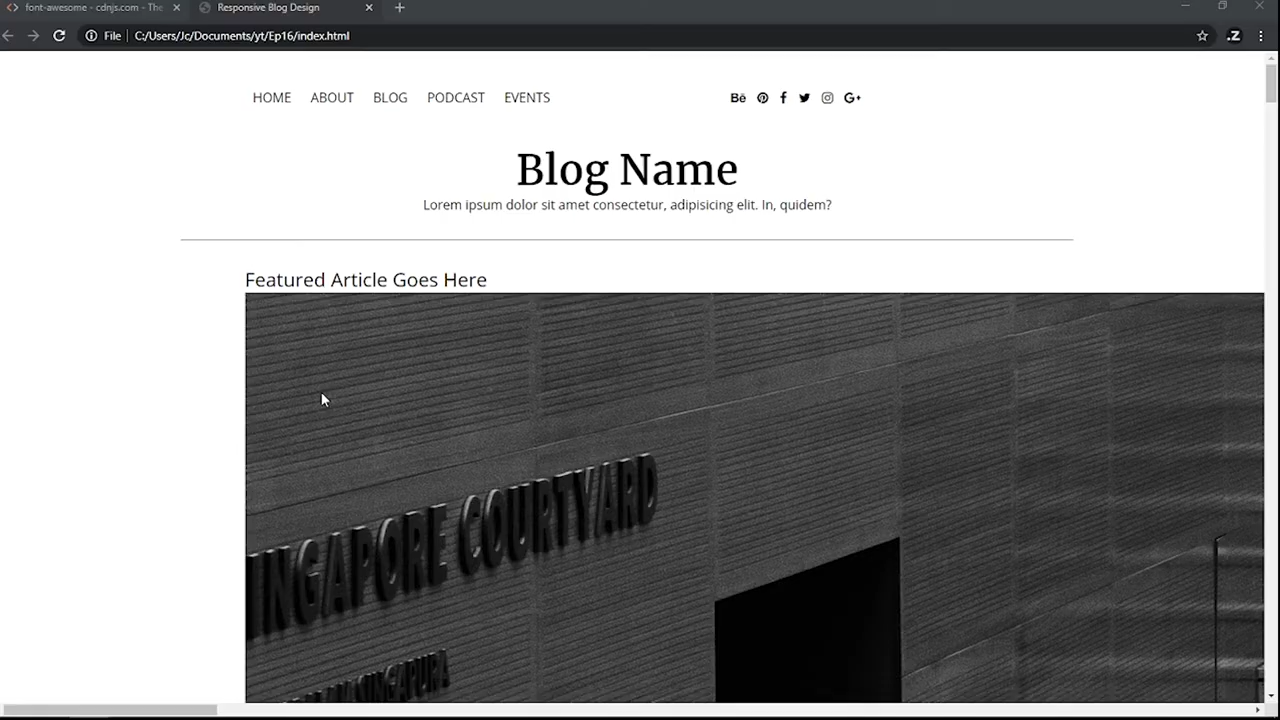 font-awesome - cdnjs.com - The
Responsive Blog Design
File
C:/Users/Jc/Documents/yt/Ep16/index.html
.Z
HOME ABOUT BLOG PODCAST EVENTS
Bē
G+
Blog Name
Lorem ipsum dolor sit amet consectetur, adipisicing elit. In, quidem?
Featured Article Goes Here
INGAPORE COURTYARD
SINGAPURA